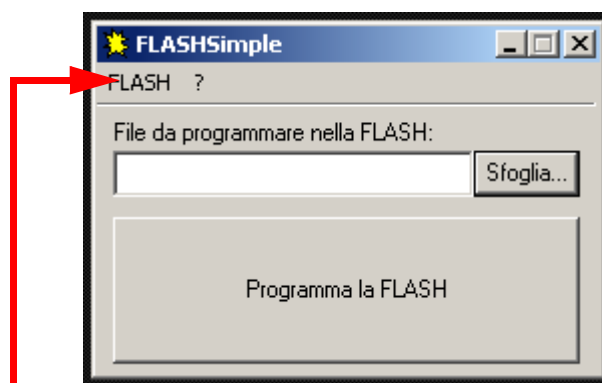 FLASHSimple
FLASH ?
File da programmare nella FLASH:
Sfoglia...
Programma la FLASH